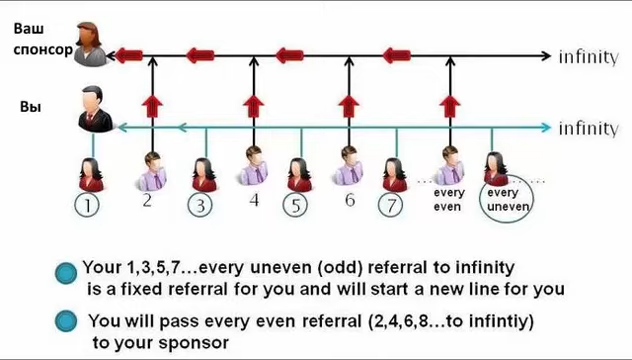 Ваш
спонсор
infinity
Вы
infinity
1 2 3 4 5 6 7
every
even
every
uneven
Your 1,3,5,7...every uneven (odd) referral to infinity
is a fixed referral for you and will start a new line for you
You will pass every even referral (2,4,6,8...to infintiy)
to your sponsor